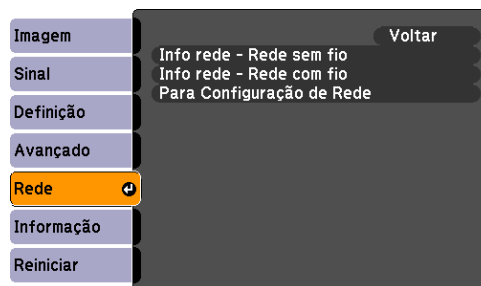 Imagem
Sinal
Definição
Avançado
Rede
Informação
Reiniciar
Voltar
Info rede - Rede sem fio
Info rede - Rede com fio
Para Configuração de Rede